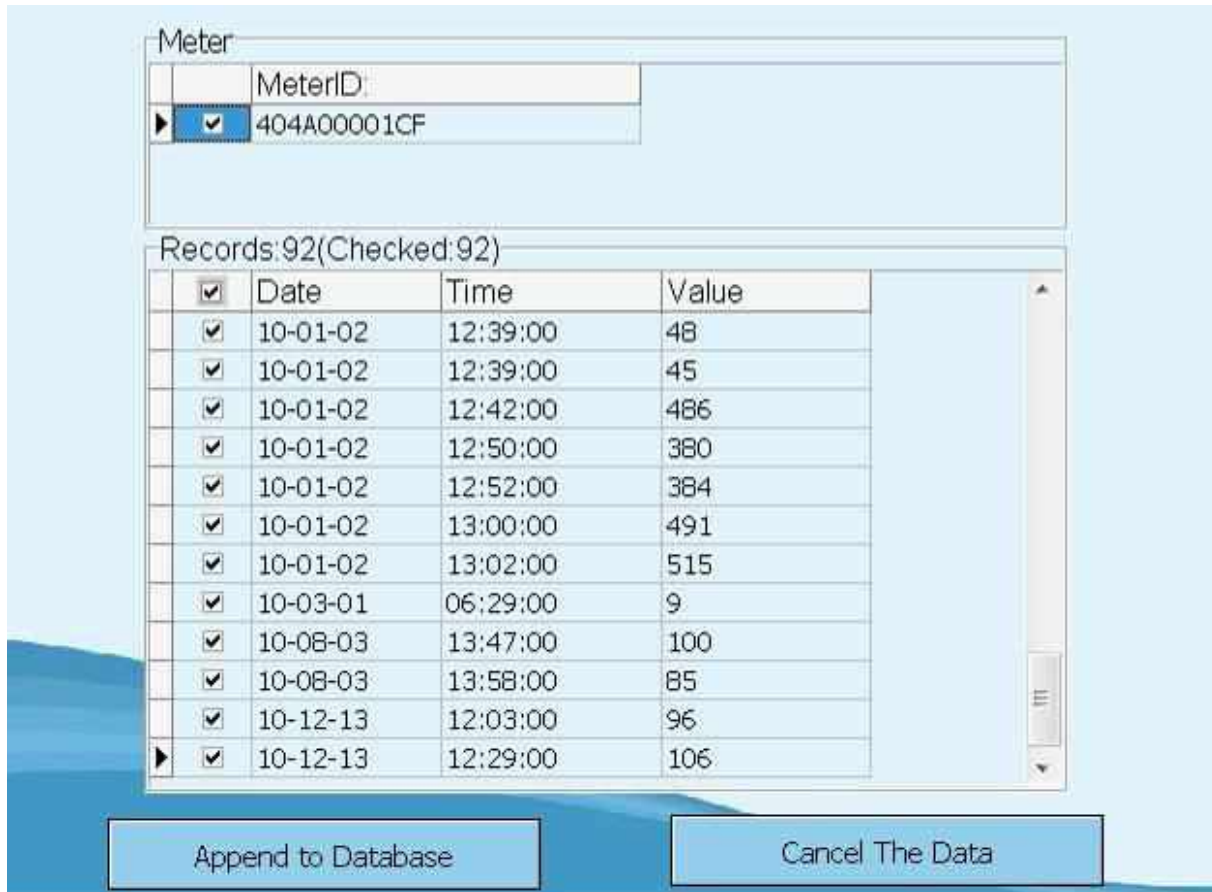 Meter
MeterID:
404A00001CF
Records:92(Checked:92)
Date Time Value
10-01-02 12:39:00 48
10-01-02 12:39:00 45
10-01-02 12:42:00 486
10-01-02 12:50:00 380
10-01-02 12:52:00 384
10-01-02 13:00:00 491
10-01-02 13:02:00 515
10-03-01 06:29:00 9
10-08-03 13:47:00 100
10-08-03 13:58:00 85
10-12-13 12:03:00 96
10-12-13 12:29:00 106
Append to Database Cancel The Data